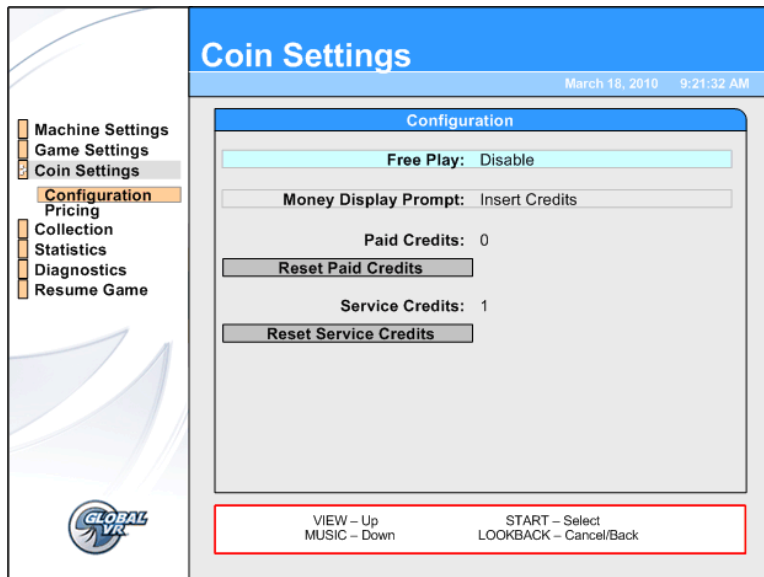 Coin Settings
March 18, 2010 9:21:32 AM
Machine Settings
Game Settings
Coin Settings
Configuration
Pricing
Collection
Statistics
Diagnostics
Resume Game
GLOBAL
VR
Configuration
Free Play: Disable
Money Display Prompt: Insert Credits
Paid Credits: 0
Reset Paid Credits
Service Credits: 1
Reset Service Credits
VIEW – Up START – Select
MUSIC – Down LOOKBACK – Cancel/Back